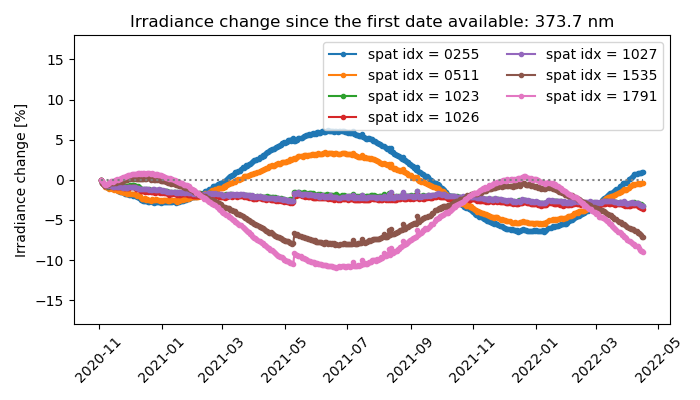 Irradiance change since the first date available: 373.7 nm
Irradiance change [%]
15
10
5
0
−5
−10
−15
spat idx = 0255
spat idx = 0511
spat idx = 1023
spat idx = 1026
spat idx = 1027
spat idx = 1535
spat idx = 1791
2020-11
2021-01
2021-03
2021-05
2021-07
2021-09
2021-11
2022-01
2022-03
2022-05